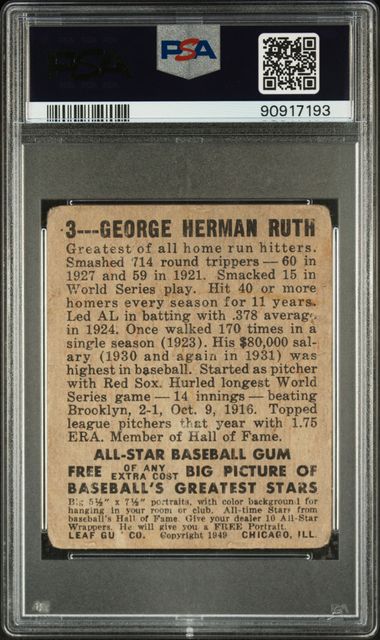 PSA
PSA
90917193
3---GEORGE HERMAN RUTH
Greatest of all home run hitters.
Smashed 714 round trippers — 60 in
1927 and 59 in 1921. Smacked 15 in
World Series play. Hit 40 or more
homers every season for 11 years.
Led AL in batting with .378 average
in 1924. Once walked 170 times in a
single season (1923). His $80,000 sal-
ary (1930 and again in 1931) was
highest in baseball. Started as pitcher
with Red Sox. Hurled longest World
Series game — 14 innings — beating
Brooklyn, 2-1, Oct. 9, 1916. Topped
league pitchers that year with 1.75
ERA. Member of Hall of Fame.
ALL-STAR BASEBALL GUM
FREE OF ANY EXTRA COST BIG PICTURE OF
BASEBALL'S GREATEST STARS
Big 5½" x 7½" portraits, with color background for
hanging in your room or club. All-time Stars from
baseball's Hall of Fame. Give your dealer 10 All-Star
Wrappers. He will give you a FREE Portrait.
LEAF GU CO. Copyright 1949 CHICAGO, ILL.